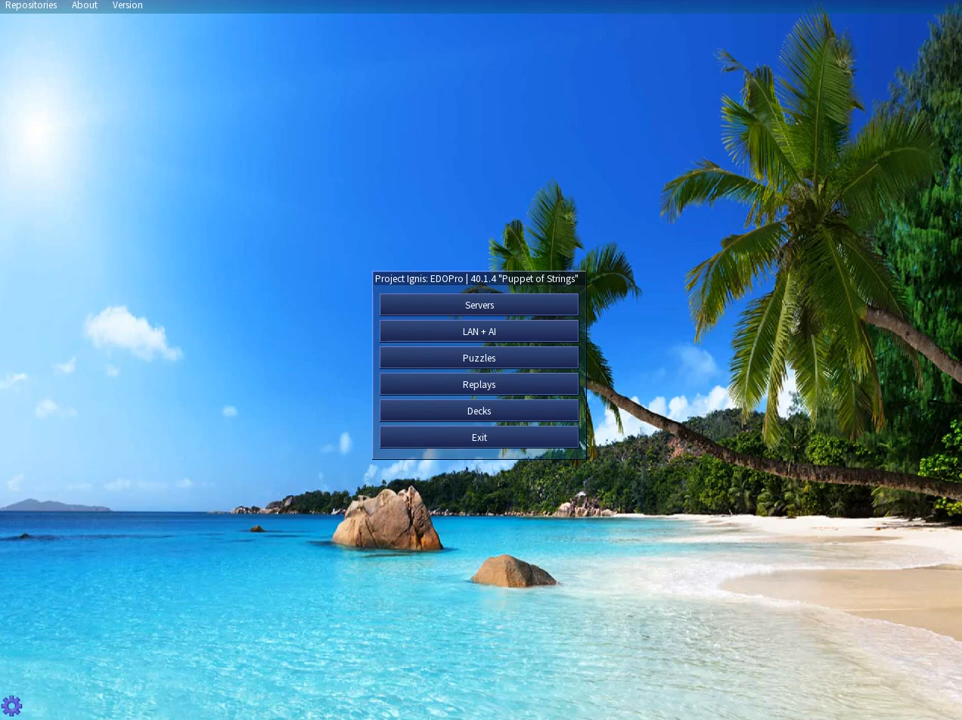 Repositories About Version
Project Ignis: EDOPro | 40.1.4 "Puppet of Strings"
Servers
LAN + AI
Puzzles
Replays
Decks
Exit